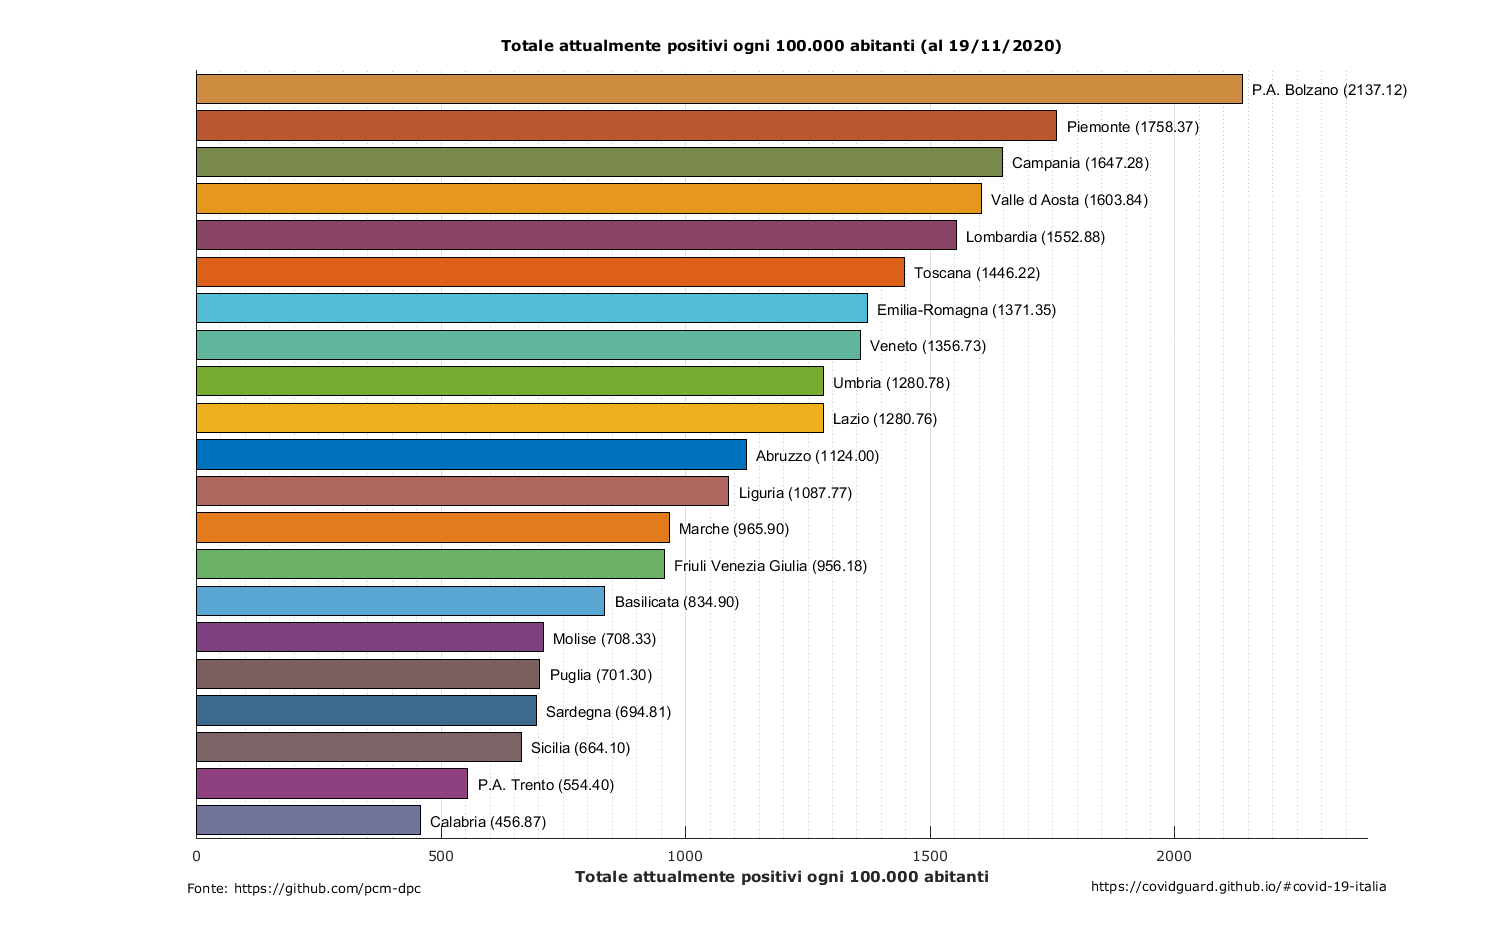 Totale attualmente positivi ogni 100.000 abitanti (al 19/11/2020)
P.A. Bolzano (2137.12)
Piemonte (1758.37)
Campania (1647.28)
Valle d Aosta (1603.84)
Lombardia (1552.88)
Toscana (1446.22)
Emilia-Romagna (1371.35)
Veneto (1356.73)
Umbria (1280.78)
Lazio (1280.76)
Abruzzo (1124.00)
Liguria (1087.77)
Marche (965.90)
Friuli Venezia Giulia (956.18)
Basilicata (834.90)
Molise (708.33)
Puglia (701.30)
Sardegna (694.81)
Sicilia (664.10)
P.A. Trento (554.40)
Calabria (456.87)
0 500 1000 1500 2000
Totale attualmente positivi ogni 100.000 abitanti
Fonte: https://github.com/pcm-dpc
https://covidguard.github.io/#covid-19-italia